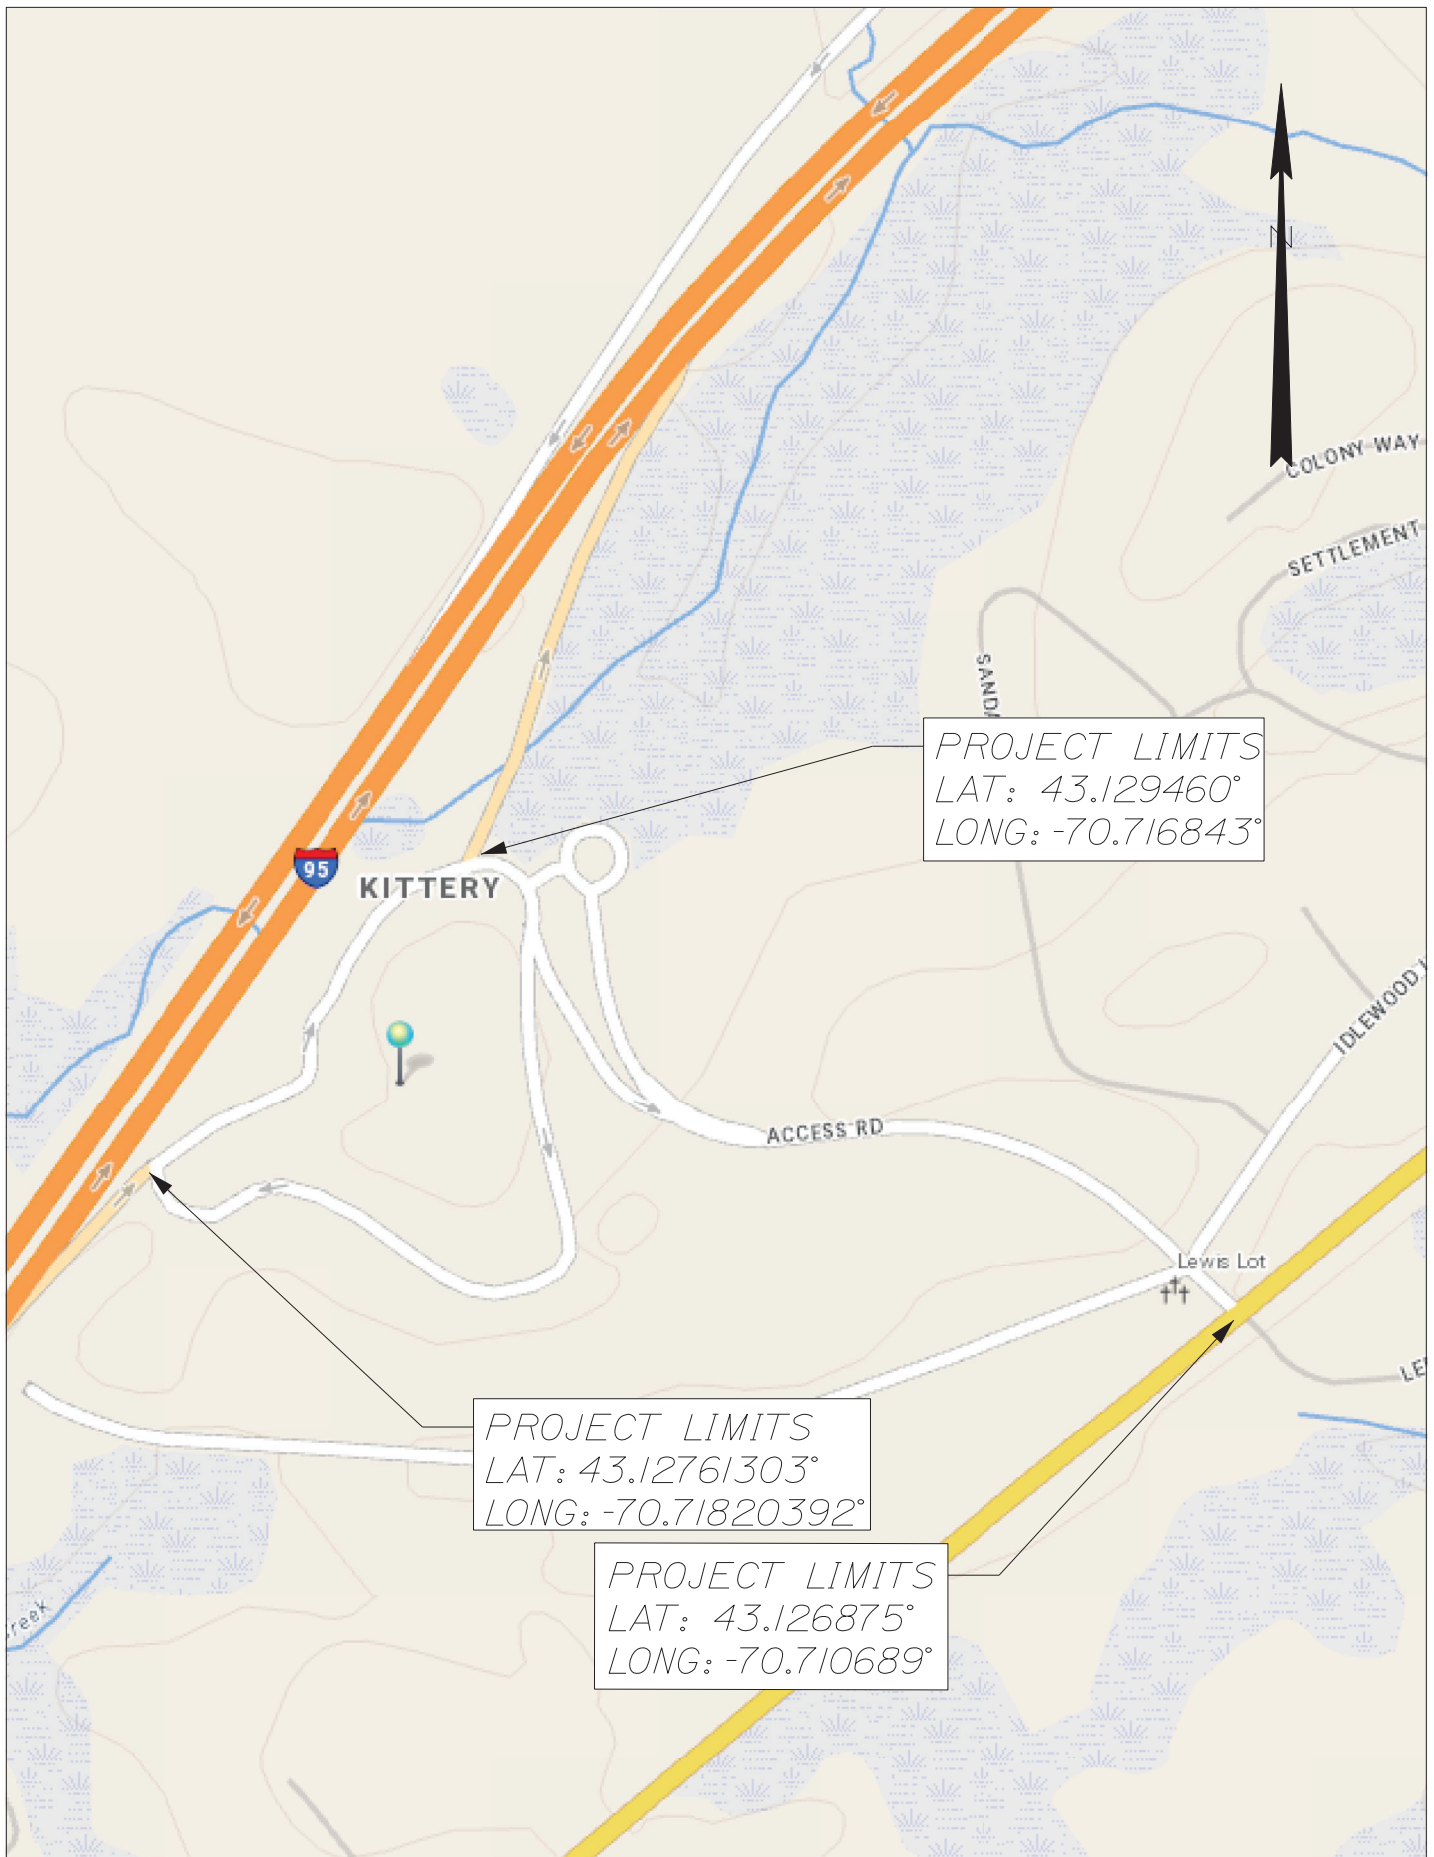 N
COLONY WAY
SETTLEMENT
SANDA
PROJECT LIMITS
LAT: 43.129460°
LONG: -70.716843°
95
KITTERY
IDLEWOOD L
ACCESS RD
Lewis Lot
LE
PROJECT LIMITS
LAT: 43.12761303°
LONG: -70.71820392°
PROJECT LIMITS
LAT: 43.126875°
LONG: -70.710689°
reek